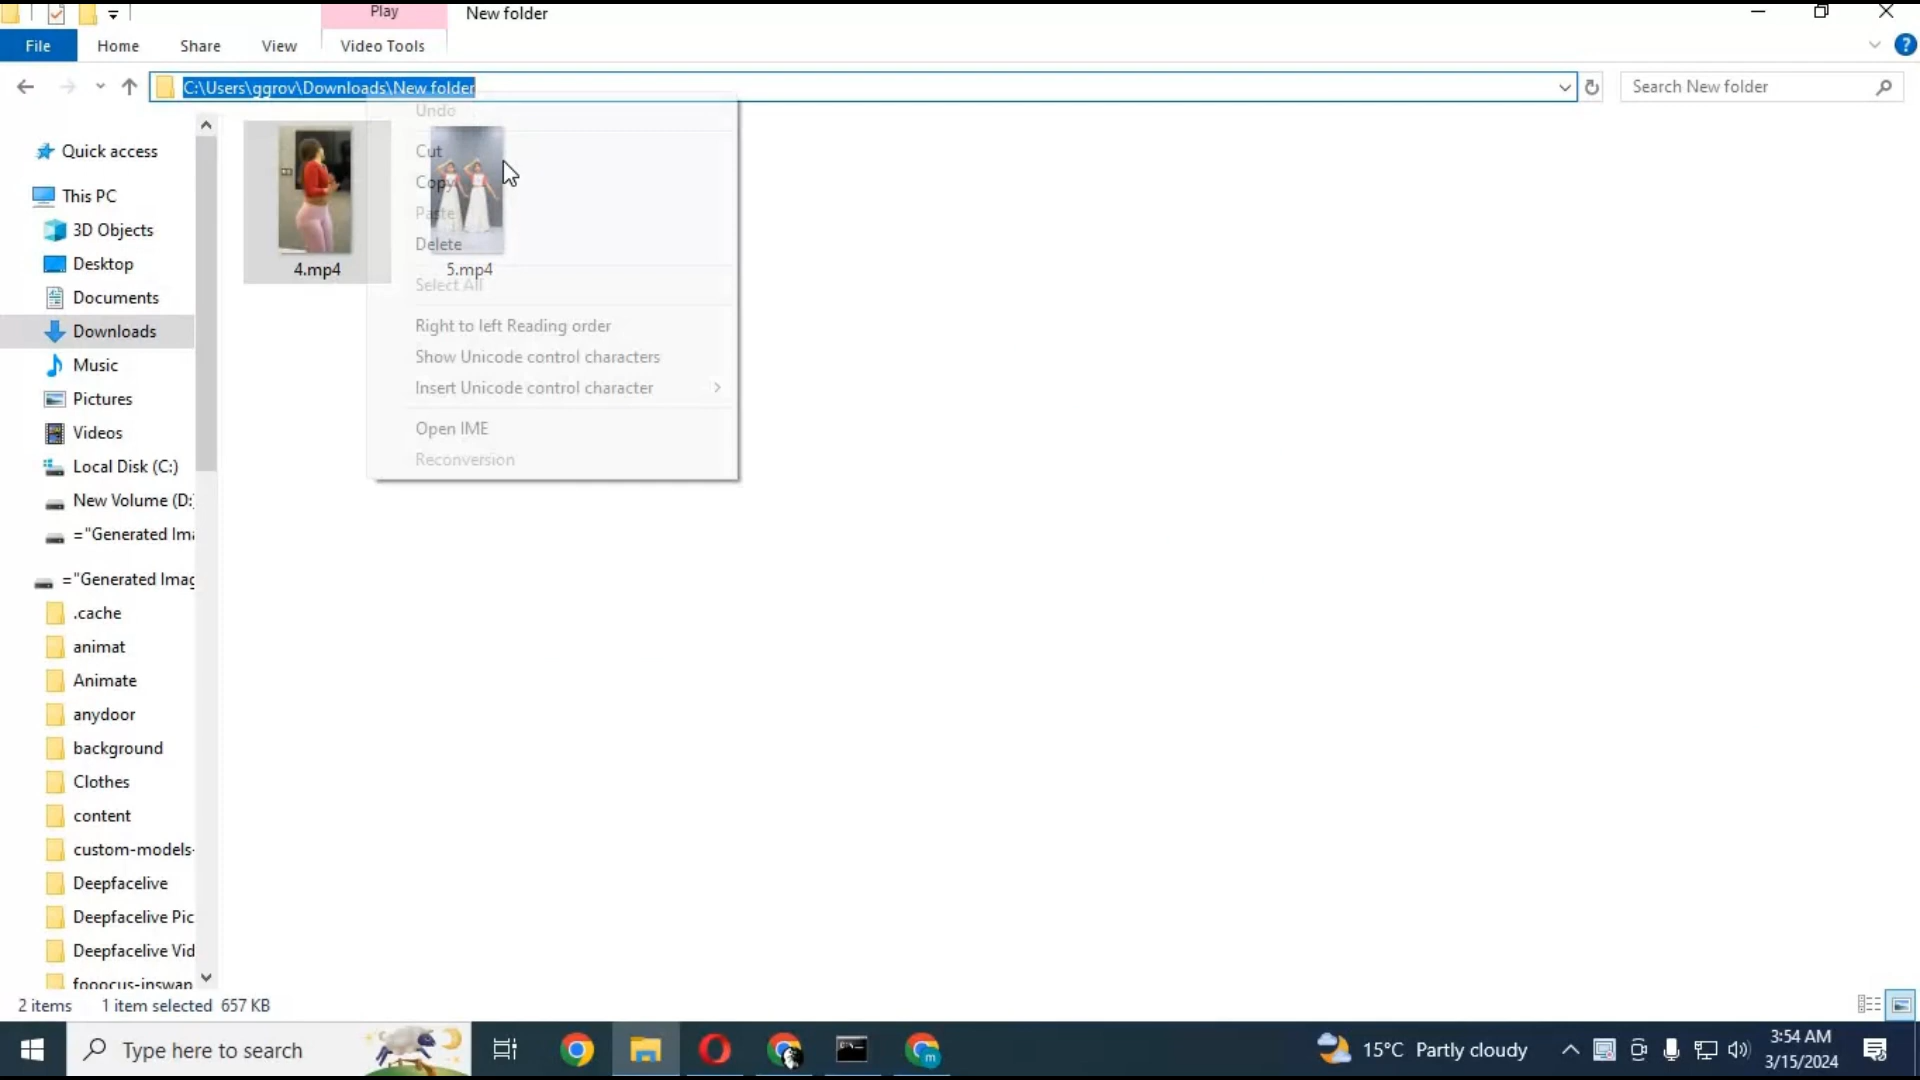 Play
New folder
File
Home
Share
View
Video Tools
C:\Users\ggrov\Downloads\New folder
Search New folder
Undo
Cut
Copy
Paste
Delete
Select All
Right to left Reading order
Show Unicode control characters
Insert Unicode control character
Open IME
Reconversion
4.mp4
5.mp4
Quick access
This PC
3D Objects
Desktop
Documents
Downloads
Music
Pictures
Videos
Local Disk (C:)
New Volume (D:
="Generated Ima
="Generated Imag
.cache
animat
Animate
anydoor
background
Clothes
content
custom-models-
Deepfacelive
Deepfacelive Pic
Deepfacelive Vid
fooocus-inswap
2 items
1 item selected 657 KB
Type here to search
15°C Partly cloudy
3:54 AM
3/15/2024